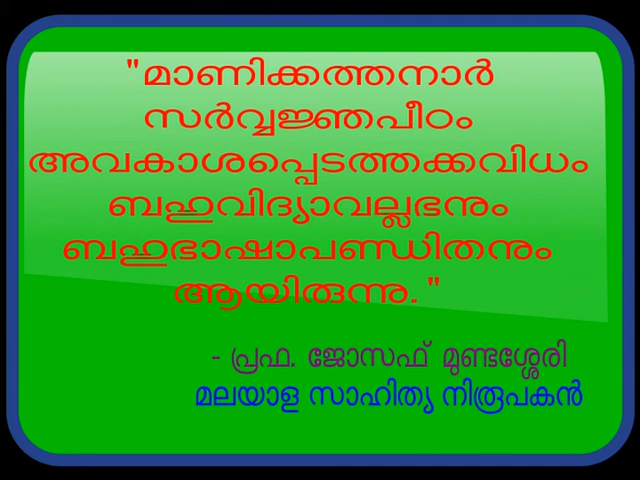 "മാണിക്കത്തനാർ
സർവ്വജ്ഞപീഠം
അവകാശപ്പെടത്തക്കവിധം
ബഹുവിദ്യാവല്ലഭനും
ബഹുഭാഷാപണ്ഡിതനും
ആയിരുന്നു."
- പ്രഫ. ജോസഫ് മുണ്ടശ്ശേരി
മലയാള സാഹിത്യ നിരൂപകൻ